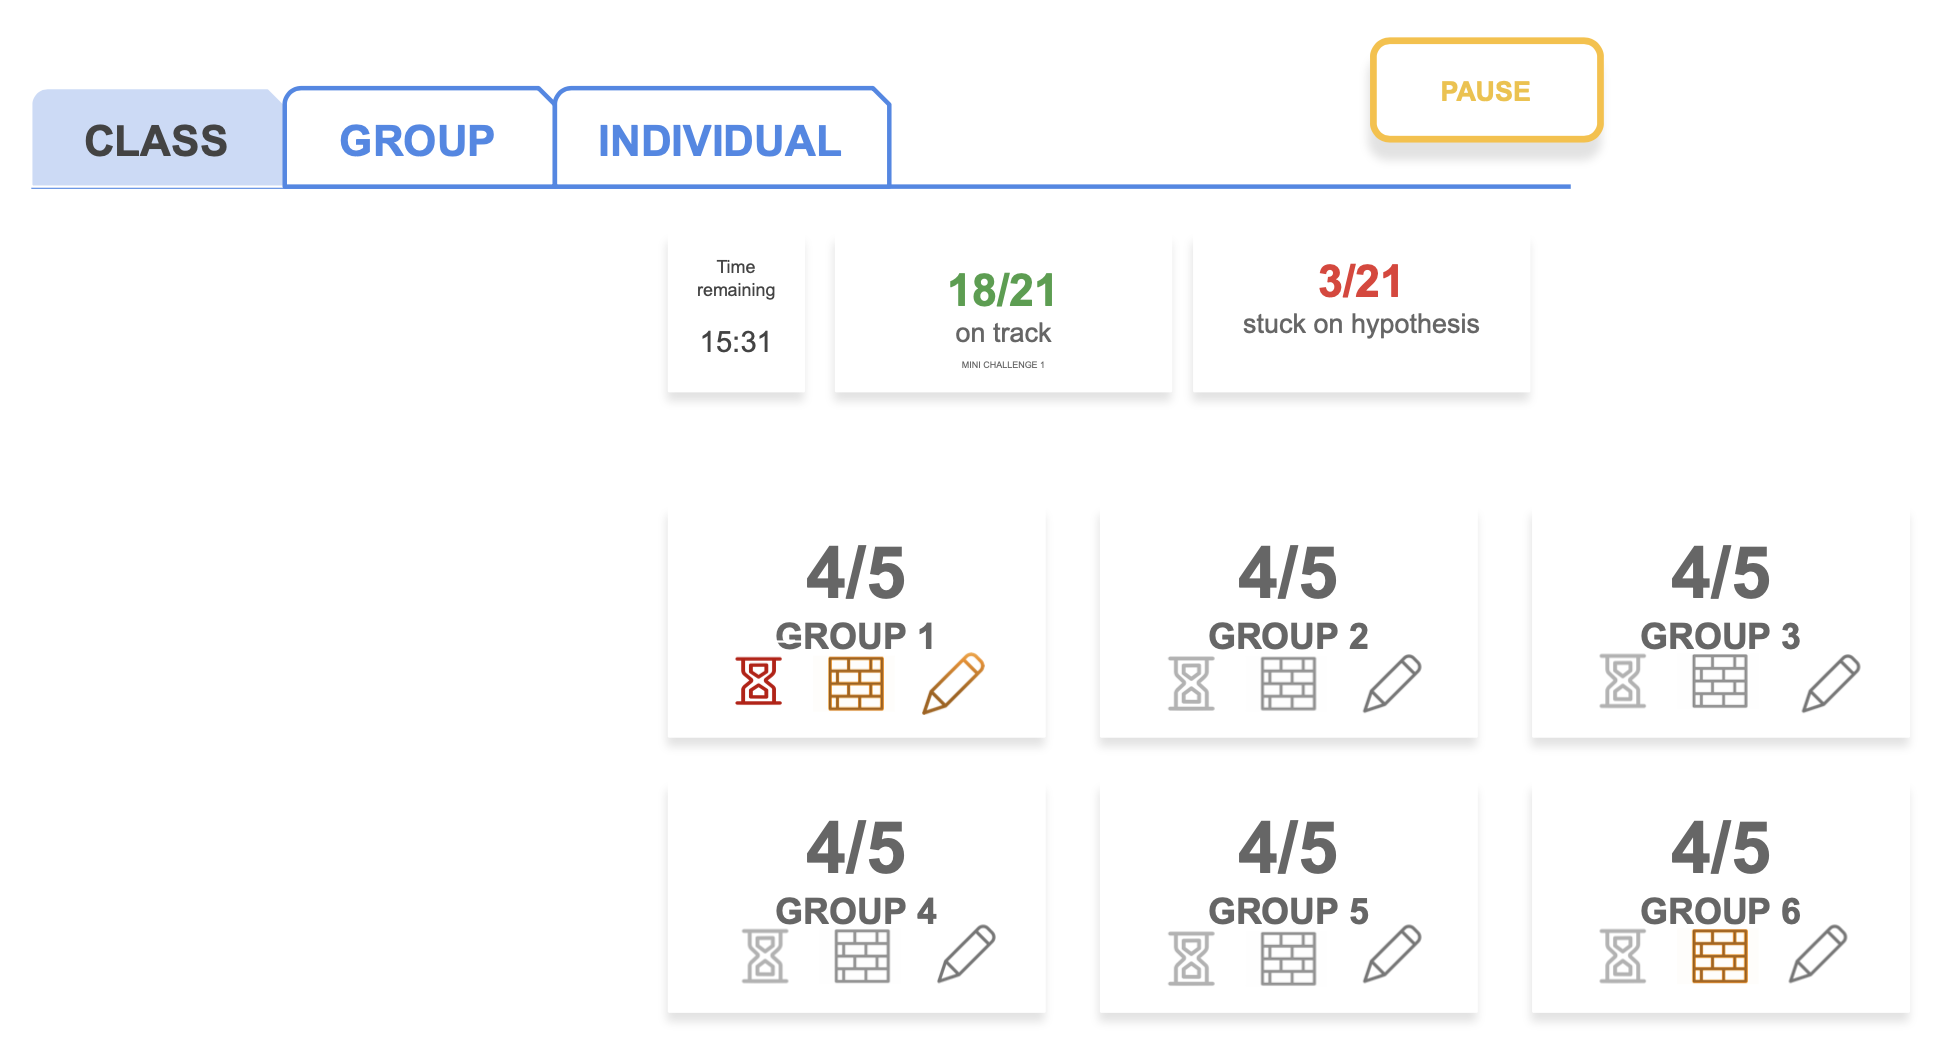 PAUSE
CLASS
GROUP
INDIVIDUAL
Time
remaining
15:31
18/21
on track
MINI CHALLENGE 1
3/21
stuck on hypothesis
4/5
GROUP 1
4/5
GROUP 2
4/5
GROUP 3
4/5
GROUP 4
4/5
GROUP 5
4/5
GROUP 6